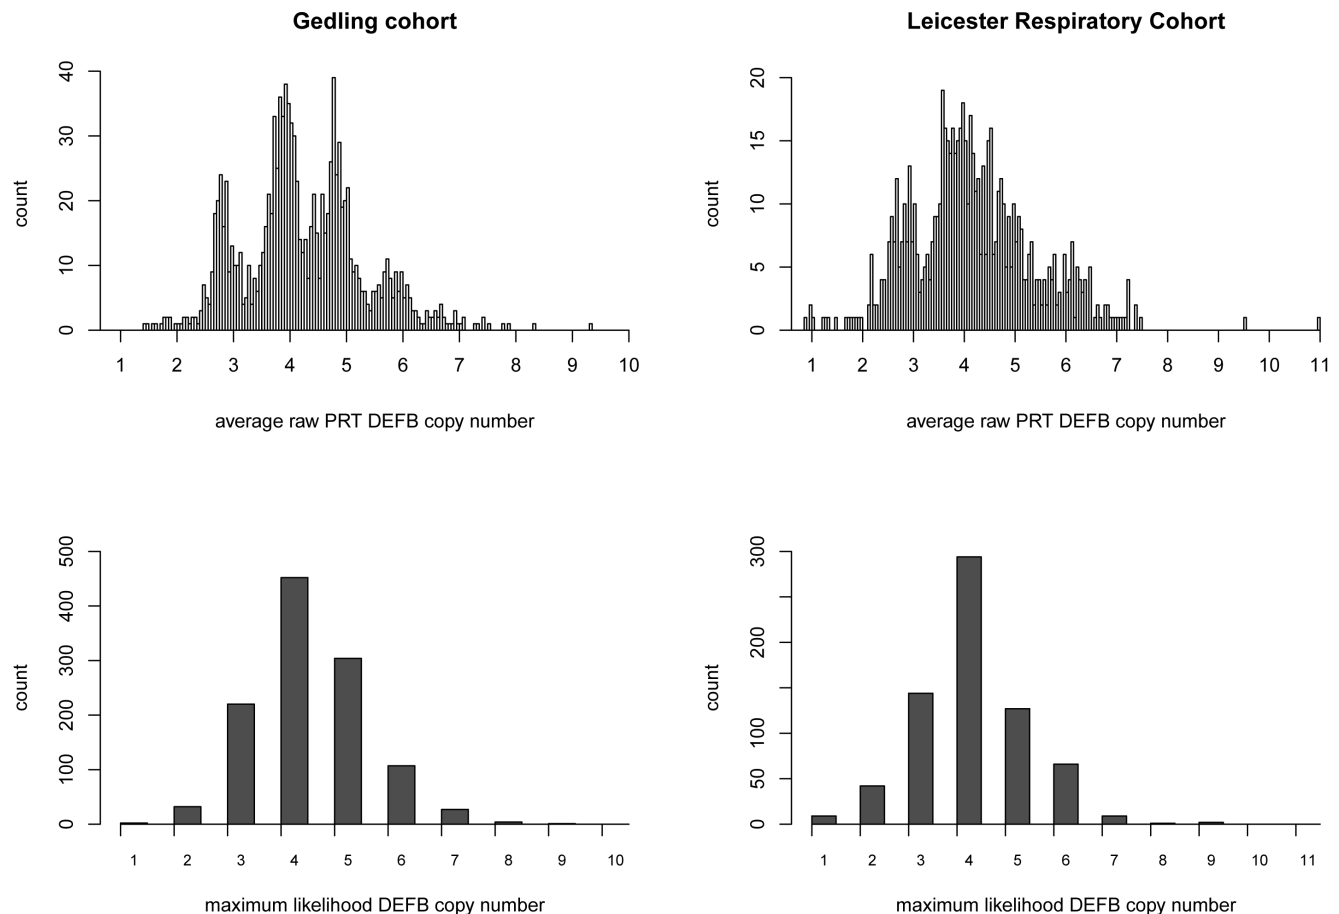 Gedling cohort
Leicester Respiratory Cohort
count
0 10 20 30 40
1 2 3 4 5 6 7 8 9 10
average raw PRT DEFB copy number
count
0 5 10 15 20
1 2 3 4 5 6 7 8 9 10 11
average raw PRT DEFB copy number
count
0 100 200 300 400 500
1 2 3 4 5 6 7 8 9 10
maximum likelihood DEFB copy number
count
0 50 100 200 300
1 2 3 4 5 6 7 8 9 10 11
maximum likelihood DEFB copy number